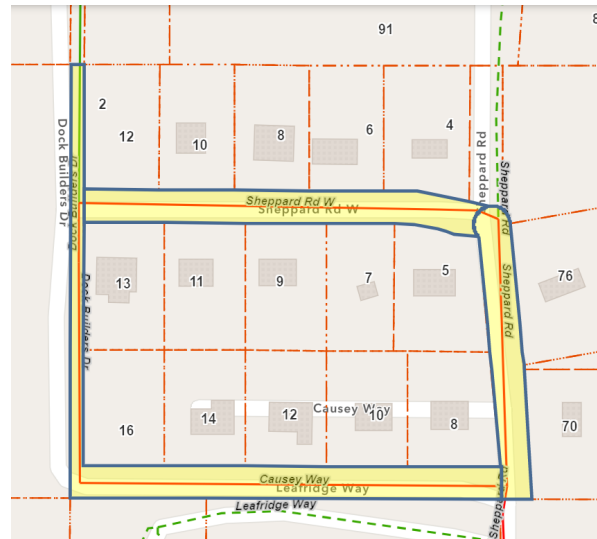 91
8
2
12
10
8
6
4
Dock Builders Dr
Dock Builders Dr
Sheppard Rd
Sheppard Rd
Sheppard Rd W
Sheppard Rd W
Sheppard Rd
13
11
9
7
5
76
Dock Builders Dr
Causey Way
16
14
12
10
8
70
Causey Way
Leafridge Way
Leafridge Way